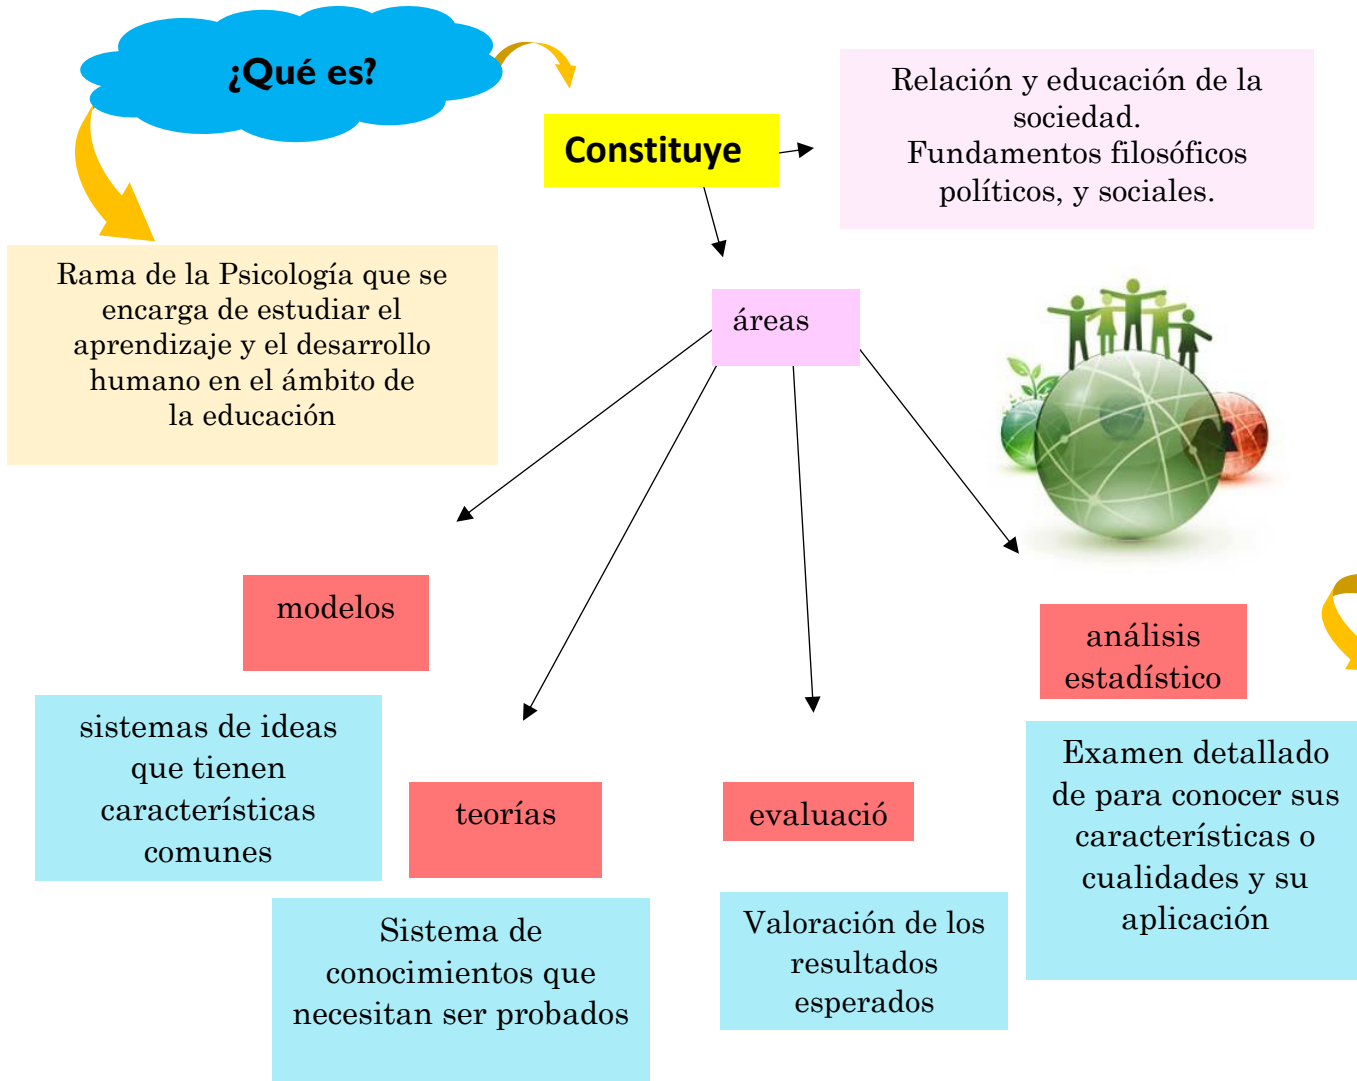 ¿Qué es?
Constituye
Relación y educación de la
sociedad.
Fundamentos filosóficos
políticos, y sociales.
Rama de la Psicología que se
encarga de estudiar el
aprendizaje y el desarrollo
humano en el ámbito de
la educación
áreas
modelos
sistemas de ideas
que tienen
características
comunes
teorías
Sistema de
conocimientos que
necesitan ser probados
evaluació
Valoración de los
resultados
esperados
análisis
estadístico
Examen detallado
de para conocer sus
características o
cualidades y su
aplicación